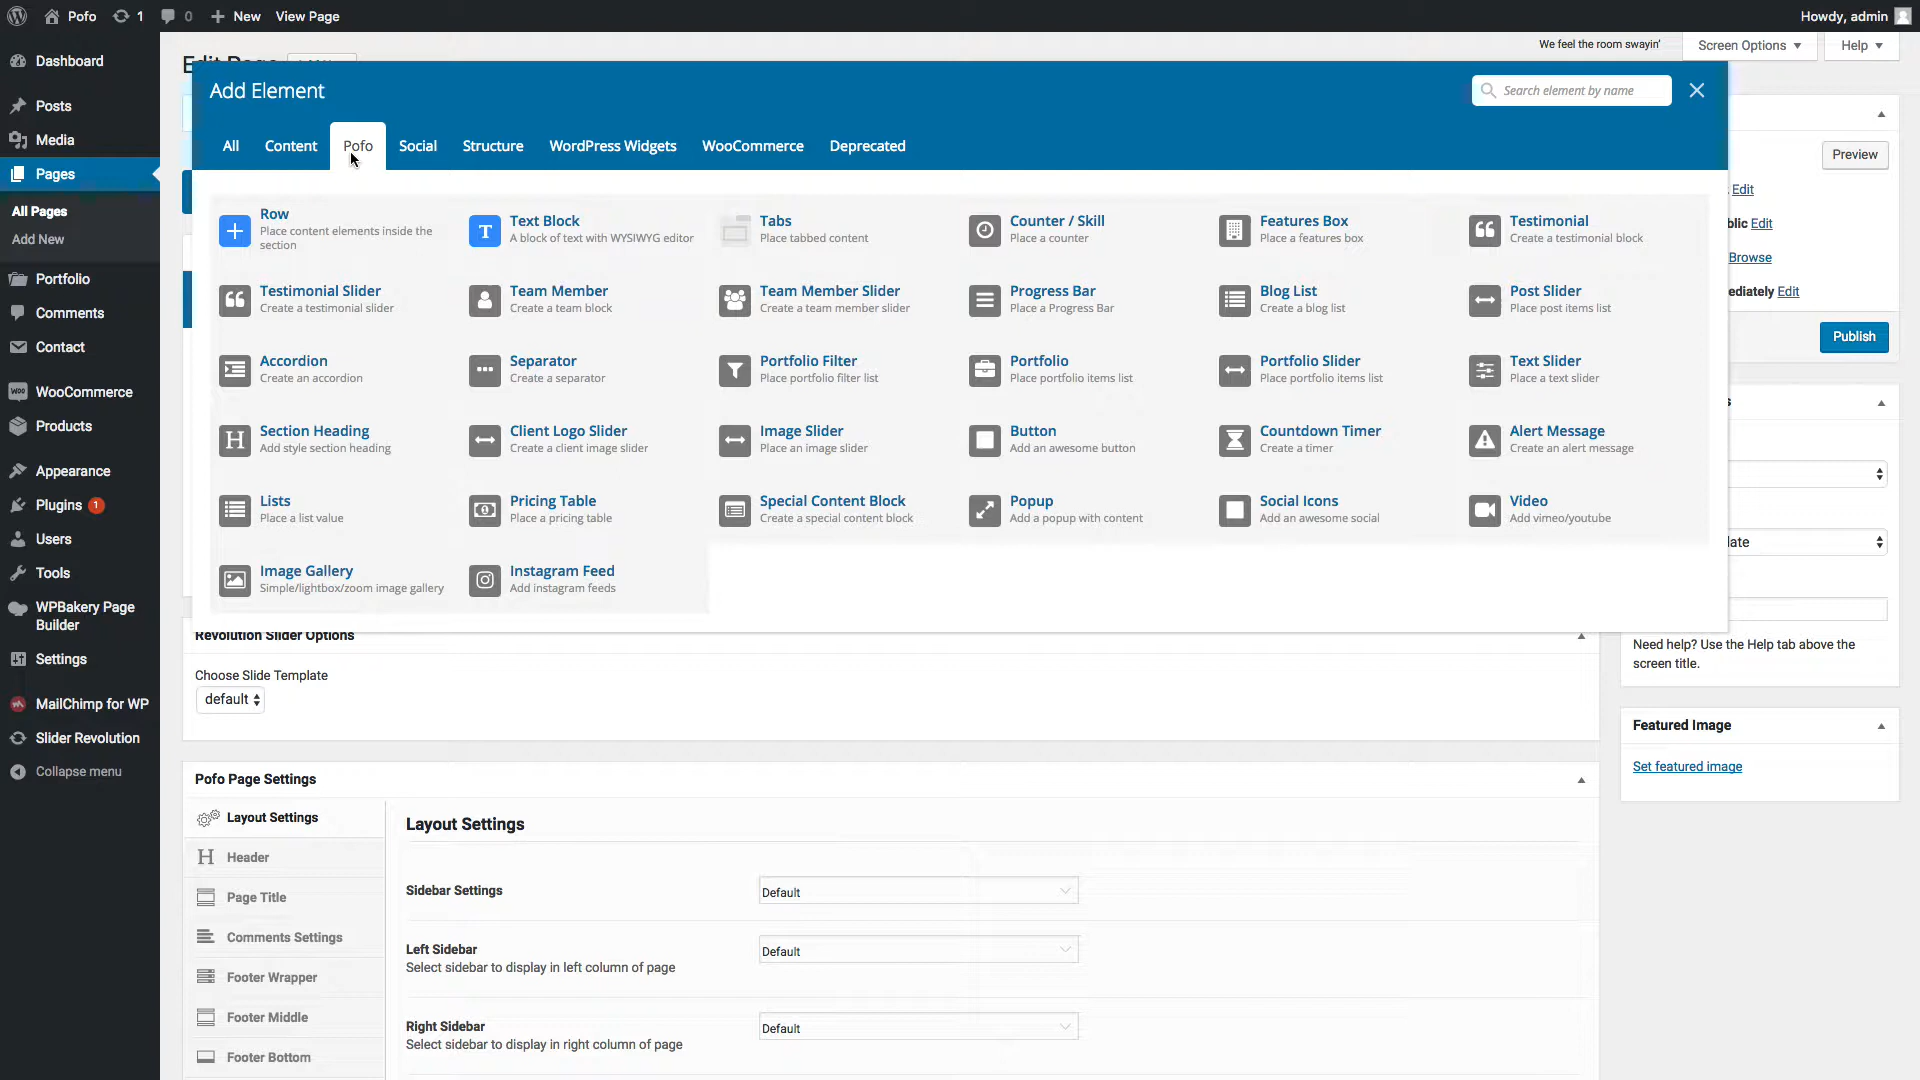 Pofo
1
0
New
View Page
Howdy, admin
We feel the room swayin'
Screen Options
Help
Dashboard
Posts
Media
Pages
All Pages
Add New
Portfolio
Comments
Contact
WooCommerce
Products
Appearance
Plugins 1
Users
Tools
WPBakery Page
Builder
Settings
MailChimp for WP
Slider Revolution
Collapse menu
Edit Page
Add Element
Search element by name
All
Content
Pofo
Social
Structure
WordPress Widgets
WooCommerce
Deprecated
Row
Place content elements inside the
section
Text Block
A block of text with WYSIWYG editor
Tabs
Place tabbed content
Counter / Skill
Place a counter
Features Box
Place a features box
Testimonial
Create a testimonial block
Testimonial Slider
Create a testimonial slider
Team Member
Create a team block
Team Member Slider
Create a team member slider
Progress Bar
Place a Progress Bar
Blog List
Create a blog list
Post Slider
Place post items list
Accordion
Create an accordion
Separator
Create a separator
Portfolio Filter
Place portfolio filter list
Portfolio
Place portfolio items list
Portfolio Slider
Place portfolio items list
Text Slider
Place a text slider
Section Heading
Add style section heading
Client Logo Slider
Create a client image slider
Image Slider
Place an image slider
Button
Add an awesome button
Countdown Timer
Create a timer
Alert Message
Create an alert message
Lists
Place a list value
Pricing Table
Place a pricing table
Special Content Block
Create a special content block
Popup
Add a popup with content
Social Icons
Add an awesome social
Video
Add vimeo/youtube
Image Gallery
Simple/lightbox/zoom image gallery
Instagram Feed
Add instagram feeds
Preview
Edit
blic Edit
Browse
ediately Edit
Publish
s
late
Need help? Use the Help tab above the
screen title.
Featured Image
Set featured image
Revolution Slider Options
Choose Slide Template
default
Pofo Page Settings
Layout Settings
Header
Page Title
Comments Settings
Footer Wrapper
Footer Middle
Footer Bottom
Layout Settings
Sidebar Settings
Default
Left Sidebar
Select sidebar to display in left column of page
Default
Right Sidebar
Select sidebar to display in right column of page
Default